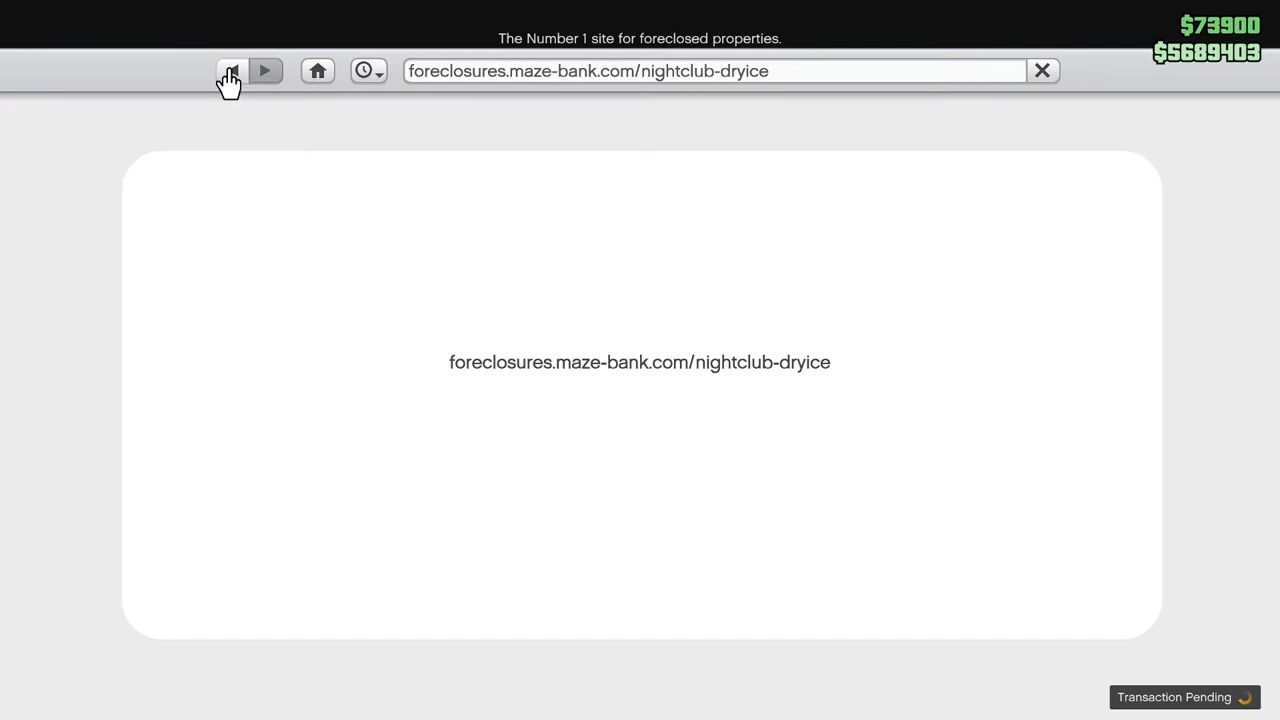 The Number 1 site for foreclosed properties.
$73900
$5689403
foreclosures.maze-bank.com/nightclub-dryice
foreclosures.maze-bank.com/nightclub-dryice
Transaction Pending